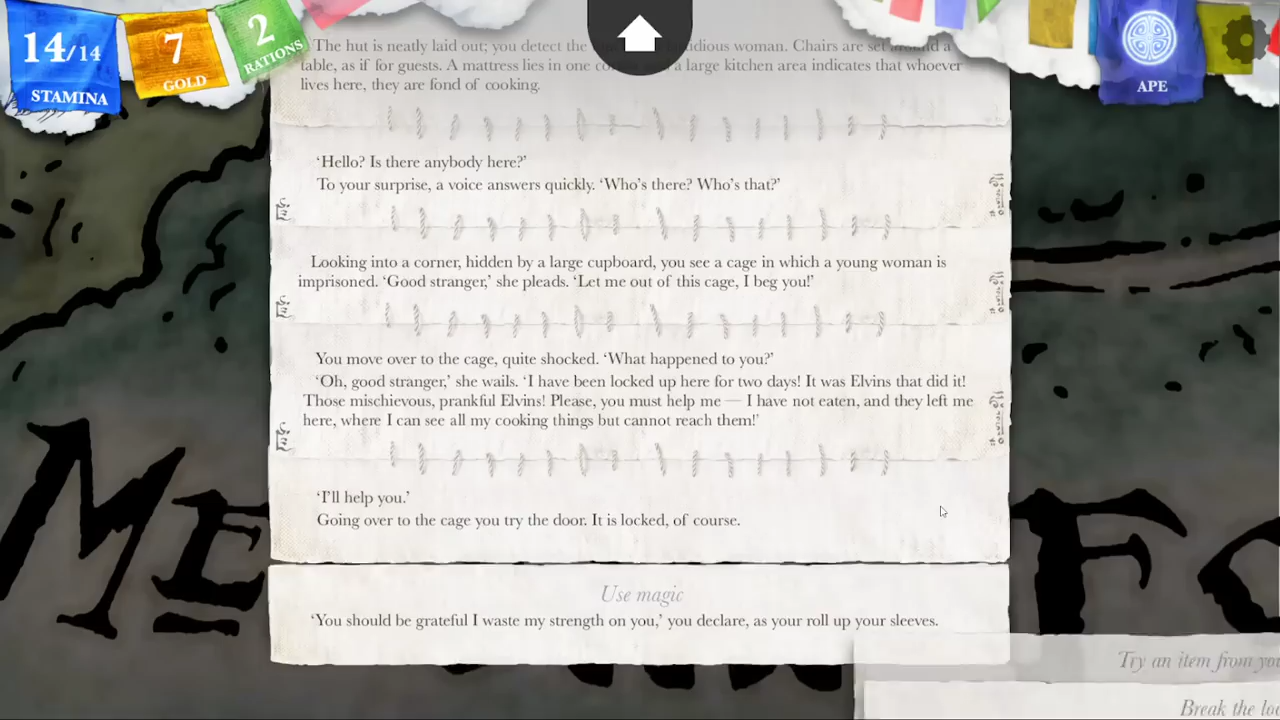 14/14
STAMINA
7
GOLD
2
RATIONS
APE
The hut is neatly laid out; you detect the woman. Chairs are set around a
table, as if for guests. A mattress lies in one a large kitchen area indicates that whoever
lives here, they are fond of cooking.
‘Hello? Is there anybody here?’
To your surprise, a voice answers quickly. ‘Who’s there? Who’s that?’
Looking into a corner, hidden by a large cupboard, you see a cage in which a young woman is
imprisoned. ‘Good stranger,’ she pleads. ‘Let me out of this cage, I beg you!’
You move over to the cage, quite shocked. ‘What happened to you?’
‘Oh, good stranger,’ she wails. ‘I have been locked up here for two days! It was Elvins that did it!
Those mischievous, prankful Elvins! Please, you must help me — I have not eaten, and they left me
here, where I can see all my cooking things but cannot reach them!’
‘I’ll help you.’
Going over to the cage you try the door. It is locked, of course.
Use magic
‘You should be grateful I waste my strength on you,’ you declare, as your roll up your sleeves.
Try an item from you
Break the loc
ME
FO